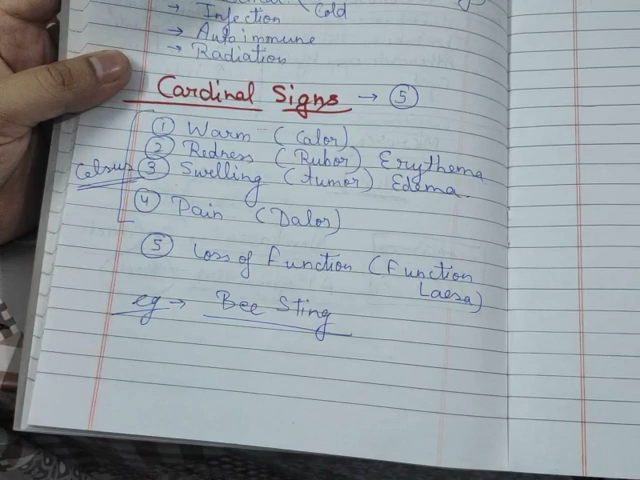 Cold
→ Infection
→ Autoimmune
→ Radiation
Cardinal Signs → 5
1 Warm (Calor)
2 Redness (Rubor) Erythema
Celsus 3 Swelling (tumor) Edema
4 Pain (Dalor)
5 Loss of function (Function
Laesa)
eg → Bee Sting